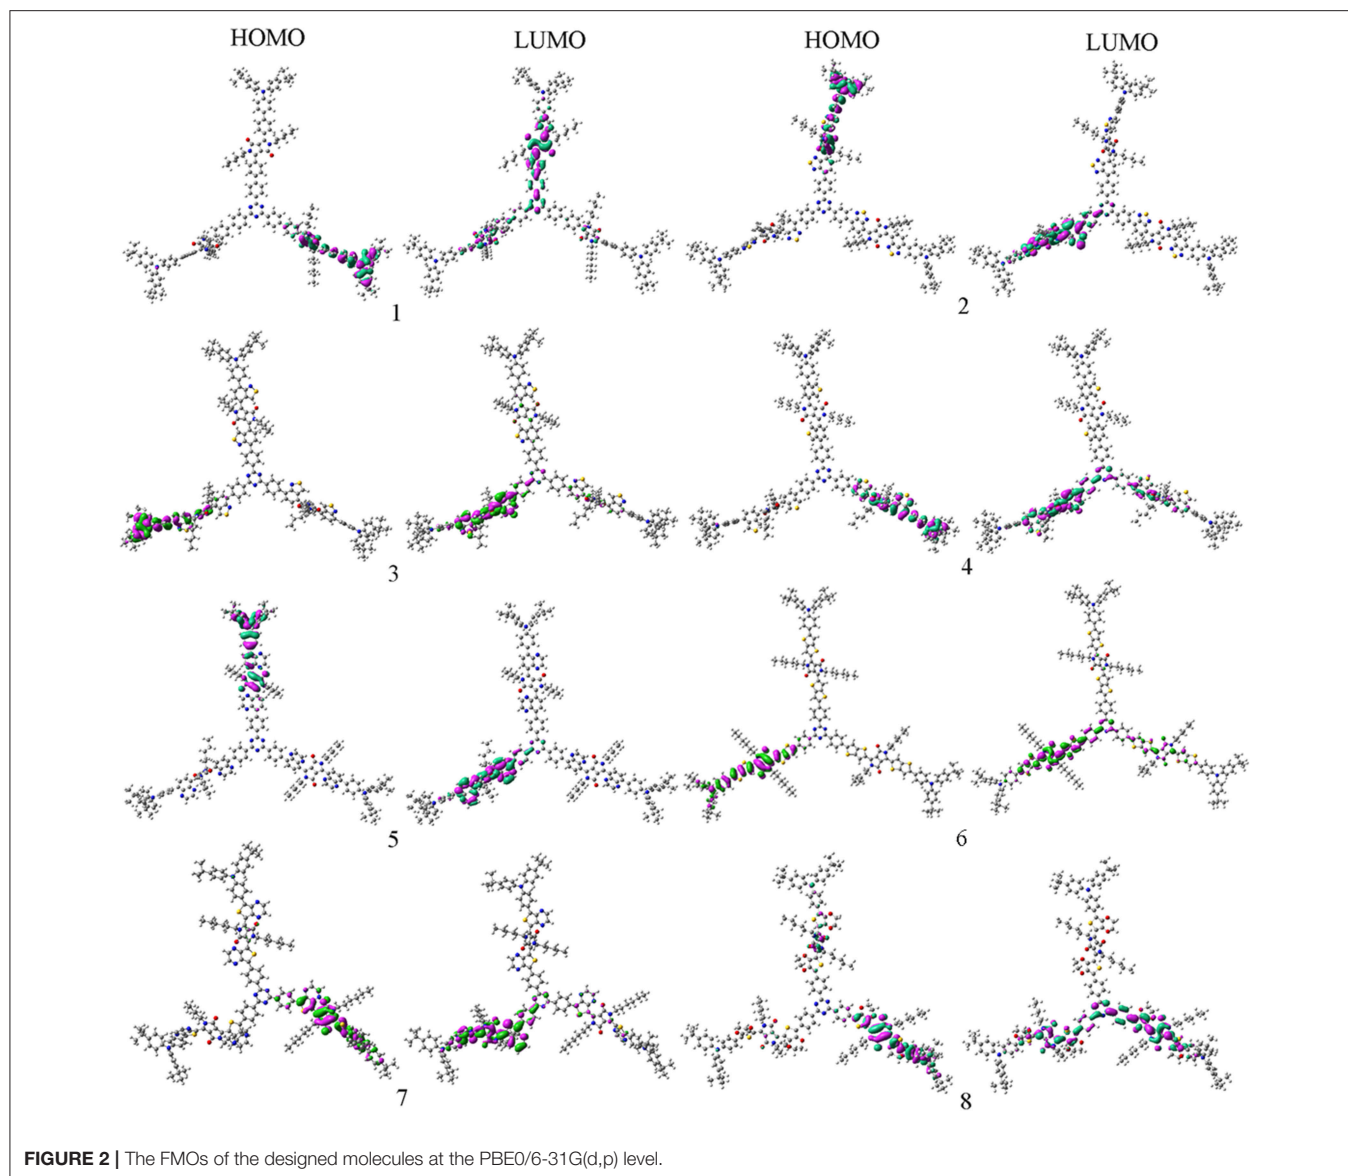 HOMO LUMO HOMO LUMO
1 2
3 4
5 6
7 8
FIGURE 2 | The FMOs of the designed molecules at the PBE0/6-31G(d,p) level.